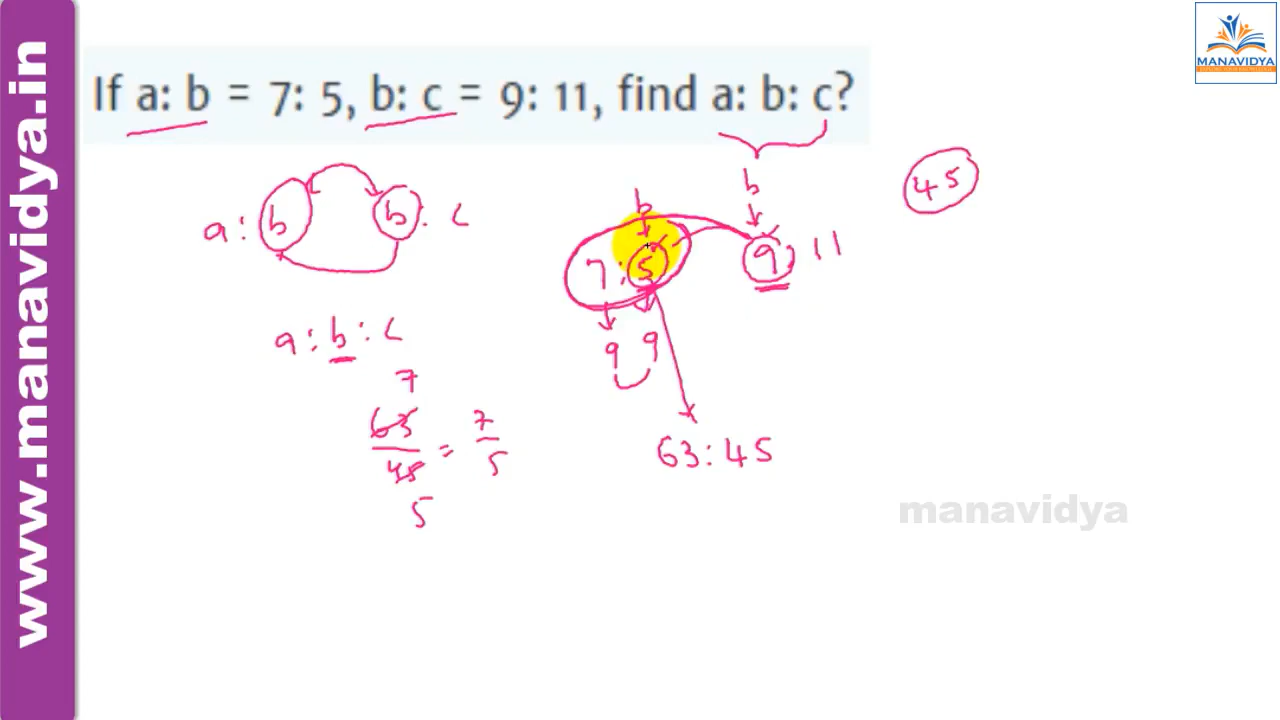 www.manavidya.in
MANAVIDYA
If a: b = 7: 5, b: c = 9: 11, find a: b: c?
45
a : b b : c
b b
7 : 5 9 11
a : b : c
9 9
7
63/45 = 7/5
5
63 : 45
manavidya